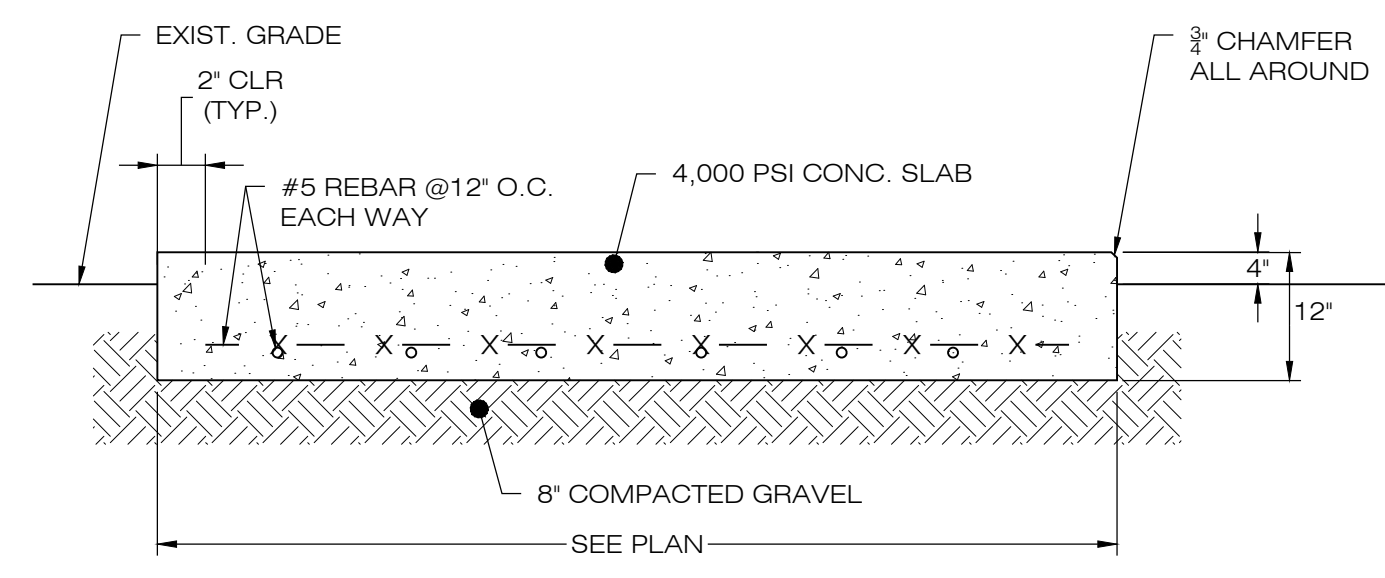 EXIST. GRADE
2" CLR
(TYP.)
3/4" CHAMFER
ALL AROUND
#5 REBAR @12" O.C.
EACH WAY
4,000 PSI CONC. SLAB
4"
12"
8" COMPACTED GRAVEL
SEE PLAN